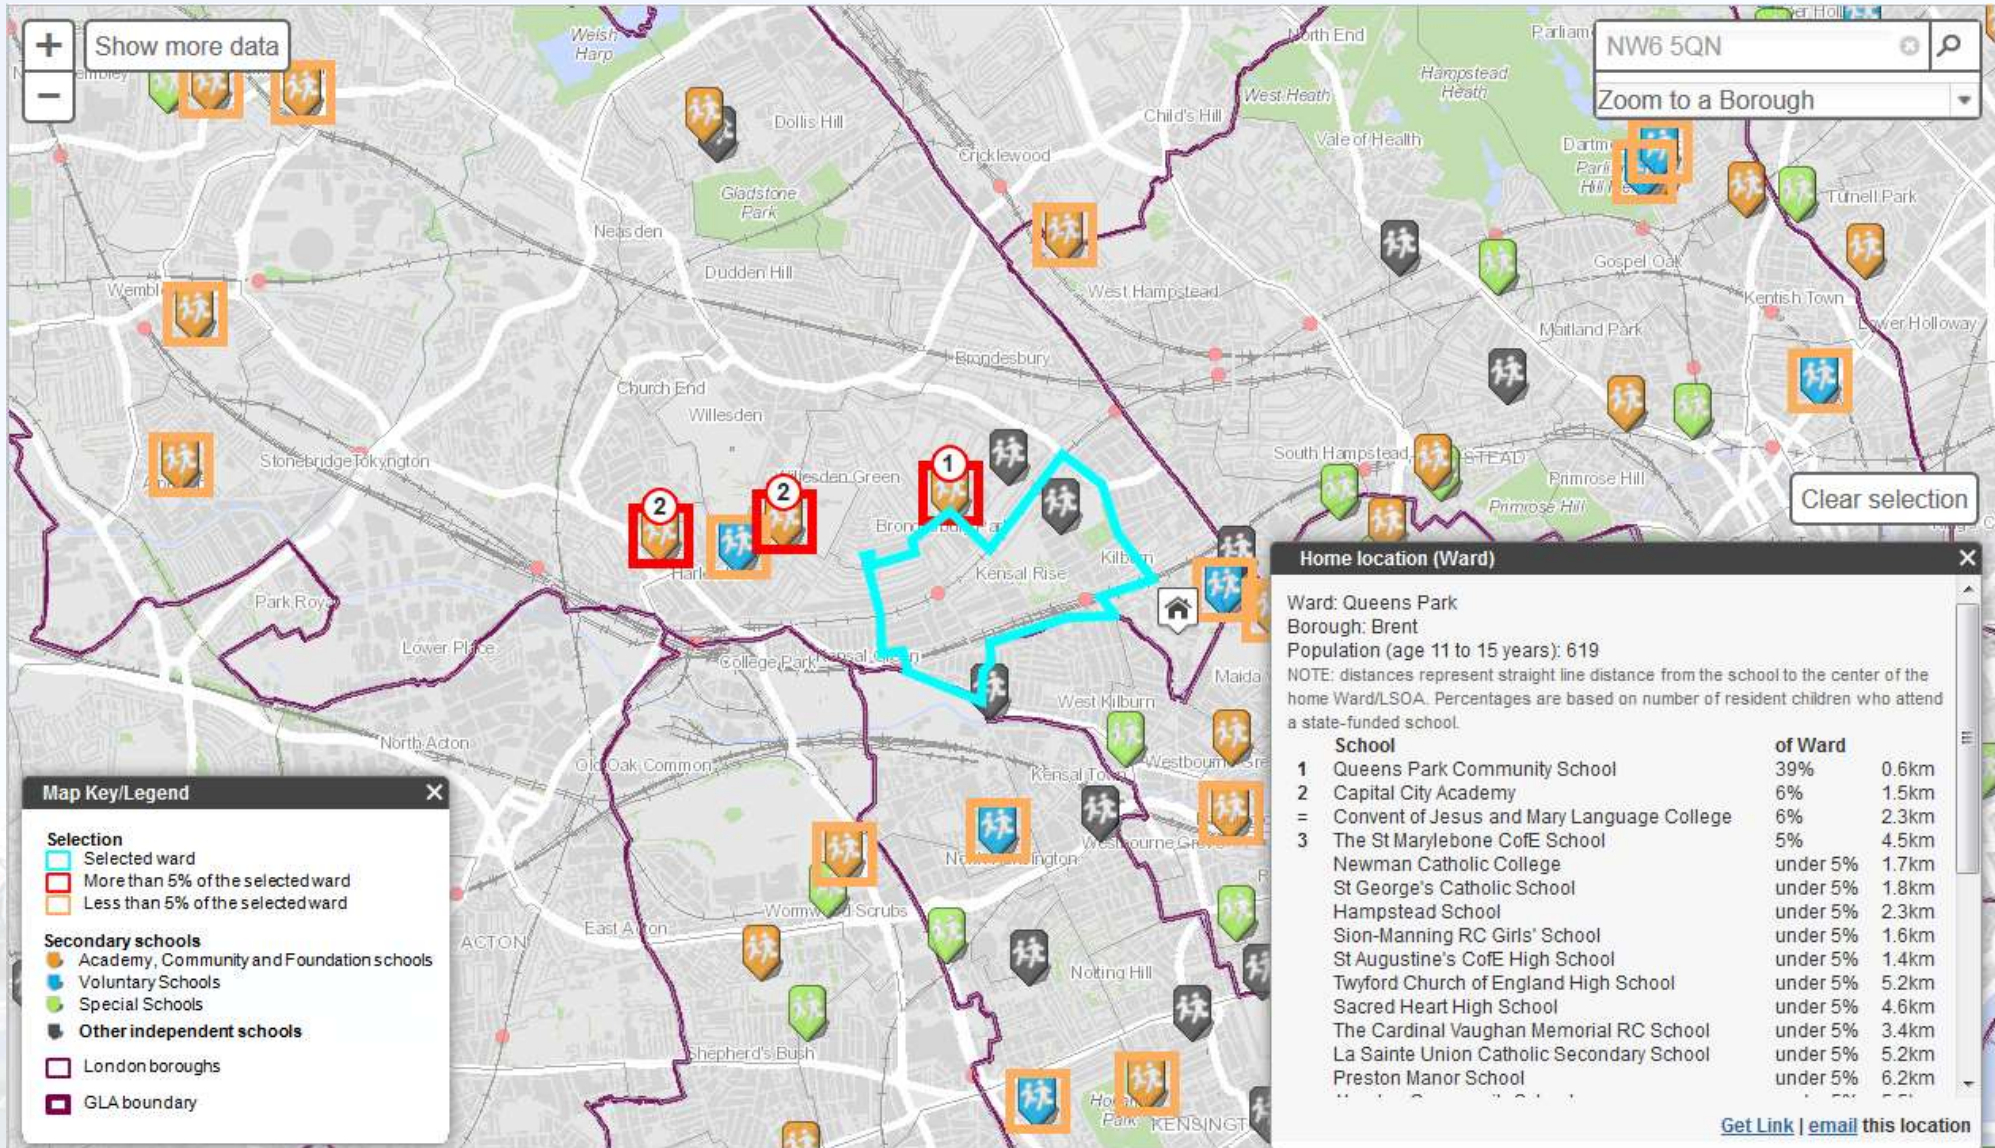 Show more data
+
−
NW6 5QN
Zoom to a Borough
Welsh
Harp
North End
Hampstead
Heath
West Heath
Child's Hill
Vale of Health
Dollis Hill
Cricklewood
Gladstone
Park
Tufnell Park
Neasden
Dudden Hill
Gospel Oak
West Hampstead
Kentish Town
Lower Holloway
Maitland Park
Brondesbury
Church End
Willesden
South Hampstead
STEAD
Stonebridge
Tokyngton
Primrose Hill
Primrose Hill
Clear selection
1
2
2
Kilburn
Kensal Rise
Park Royal
Lower Place
College Park
Kensal Green
Maida
West Kilburn
North Acton
Old Oak Common
Kensal Town
Westbourne Gre
Westbourne Grove
North Kensington
Wormwood Scrubs
East Acton
ACTON
Notting Hill
Shepherd's Bush
Park
KENSINGT
Map Key/Legend
Selection
Selected ward
More than 5% of the selected ward
Less than 5% of the selected ward
Secondary schools
Academy, Community and Foundation schools
Voluntary Schools
Special Schools
Other independent schools
London boroughs
GLA boundary
Home location (Ward)
Ward: Queens Park
Borough: Brent
Population (age 11 to 15 years): 619
NOTE: distances represent straight line distance from the school to the center of the
home Ward/LSOA. Percentages are based on number of resident children who attend
a state-funded school.
School of Ward
1 Queens Park Community School 39% 0.6km
2 Capital City Academy 6% 1.5km
= Convent of Jesus and Mary Language College 6% 2.3km
3 The St Marylebone CofE School 5% 4.5km
Newman Catholic College under 5% 1.7km
St George's Catholic School under 5% 1.8km
Hampstead School under 5% 2.3km
Sion-Manning RC Girls' School under 5% 1.6km
St Augustine's CofE High School under 5% 1.4km
Twyford Church of England High School under 5% 5.2km
Sacred Heart High School under 5% 4.6km
The Cardinal Vaughan Memorial RC School under 5% 3.4km
La Sainte Union Catholic Secondary School under 5% 5.2km
Preston Manor School under 5% 6.2km
Get Link | email this location